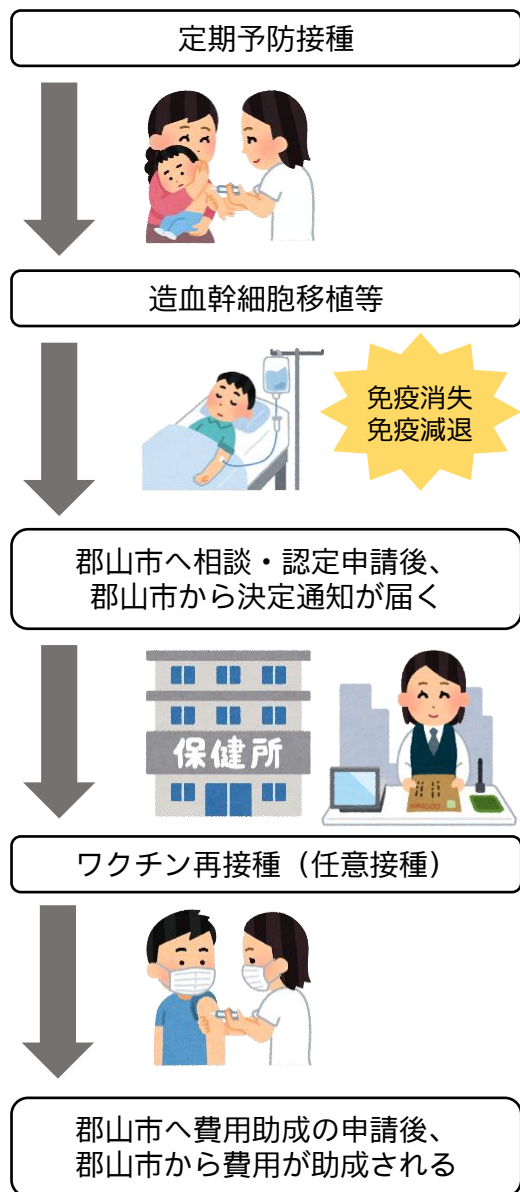 定期予防接種
造血幹細胞移植等
免疫消失
免疫減退
郡山市へ相談・認定申請後、
郡山市から決定通知が届く
保健所
ワクチン再接種（任意接種）
郡山市へ費用助成の申請後、
郡山市から費用が助成される